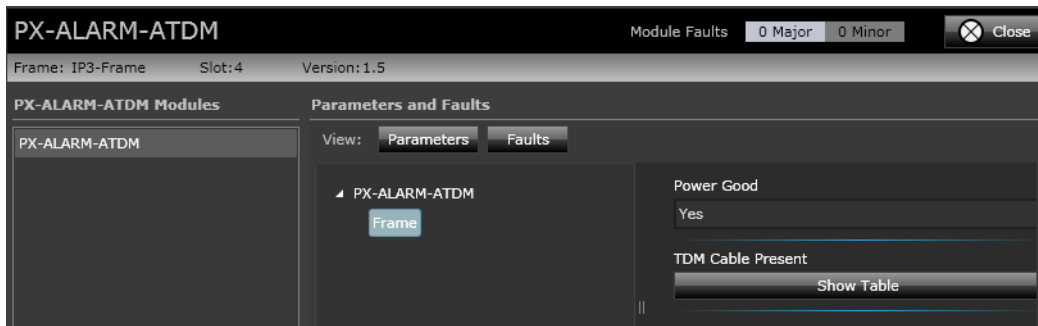 PX-ALARM-ATDM
Module Faults 0 Major 0 Minor Close
Frame: IP3-Frame Slot:4 Version:1.5
PX-ALARM-ATDM Modules
PX-ALARM-ATDM
Parameters and Faults
View: Parameters Faults
PX-ALARM-ATDM
Frame
Power Good
Yes
TDM Cable Present
Show Table